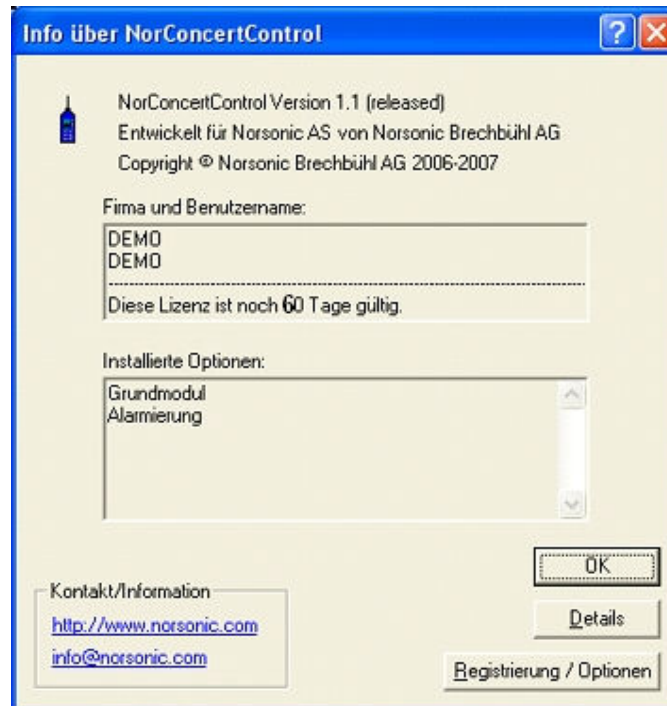 Info über NorConcertControl
NorConcertControl Version 1.1 (released)
Entwickelt für Norsonic AS von Norsonic Brechbühl AG
Copyright © Norsonic Brechbühl AG 2006-2007
Firma und Benutzername:
DEMO
DEMO
Diese Lizenz ist noch 60 Tage gültig.
Installierte Optionen:
Grundmodul
Alarmierung
OK
Kontakt/Information
http://www.norsonic.com
Details
info@norsonic.com
Registrierung / Optionen